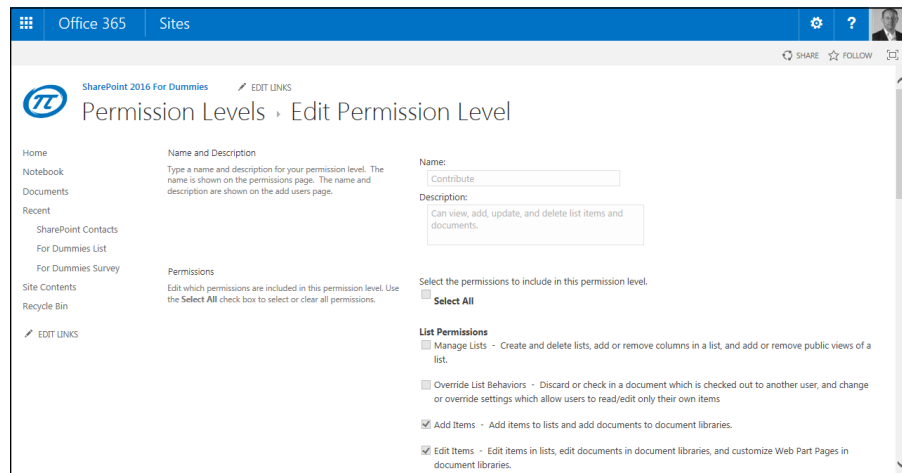 Office 365 Sites ?
SHARE FOLLOW
SharePoint 2016 For Dummies EDIT LINKS
Permission Levels › Edit Permission Level
Home
Notebook
Documents
Recent
SharePoint Contacts
For Dummies List
For Dummies Survey
Site Contents
Recycle Bin
EDIT LINKS
Name and Description
Type a name and description for your permission level. The
name is shown on the permissions page. The name and
description are shown on the add users page.
Name:
Contribute
Description:
Can view, add, update, and delete list items and
documents.
Permissions
Edit which permissions are included in this permission level. Use
the Select All check box to select or clear all permissions.
Select the permissions to include in this permission level.
Select All
List Permissions
Manage Lists - Create and delete lists, add or remove columns in a list, and add or remove public views of a
list.
Override List Behaviors - Discard or check in a document which is checked out to another user, and change
or override settings which allow users to read/edit only their own items
Add Items - Add items to lists and add documents to document libraries.
Edit Items - Edit items in lists, edit documents in document libraries, and customize Web Part Pages in
document libraries.